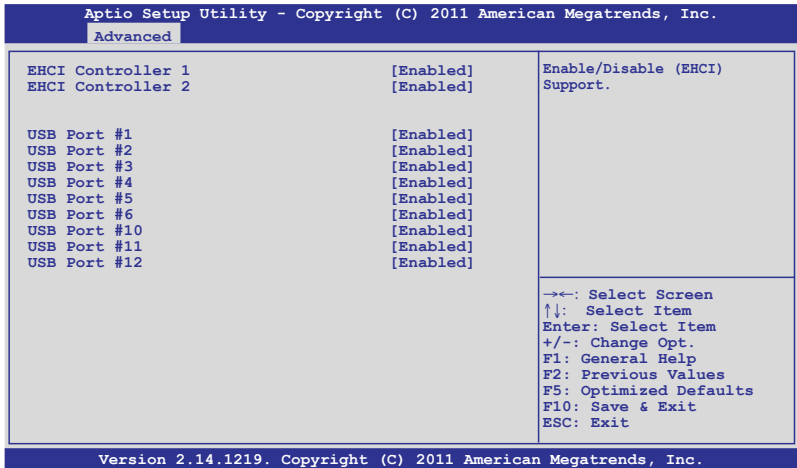 Aptio Setup Utility - Copyright (C) 2011 American Megatrends, Inc.
Advanced
EHCI Controller 1 [Enabled]
EHCI Controller 2 [Enabled]
USB Port #1 [Enabled]
USB Port #2 [Enabled]
USB Port #3 [Enabled]
USB Port #4 [Enabled]
USB Port #5 [Enabled]
USB Port #6 [Enabled]
USB Port #10 [Enabled]
USB Port #11 [Enabled]
USB Port #12 [Enabled]
Enable/Disable (EHCI)
Support.
→←: Select Screen
↑↓: Select Item
Enter: Select Item
+/-: Change Opt.
F1: General Help
F2: Previous Values
F5: Optimized Defaults
F10: Save & Exit
ESC: Exit
Version 2.14.1219. Copyright (C) 2011 American Megatrends, Inc.